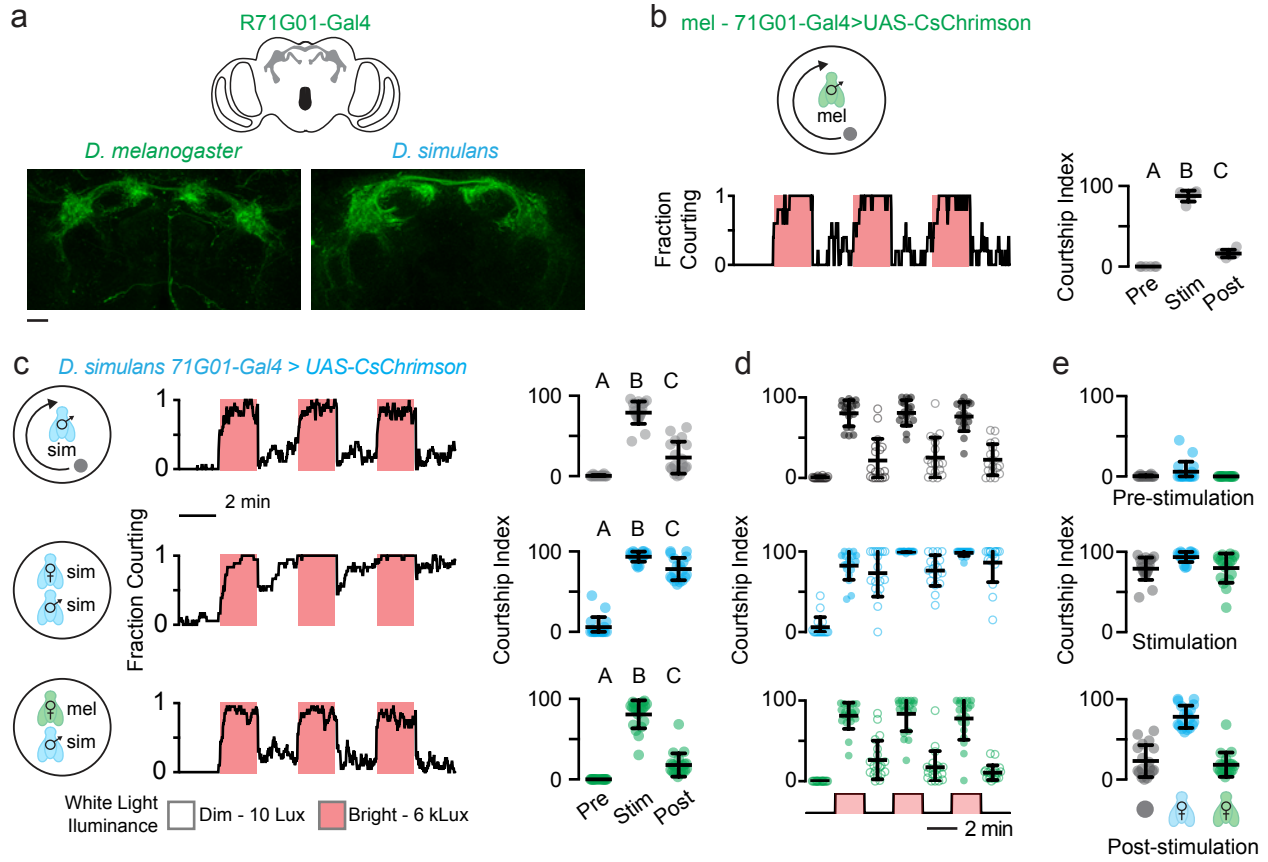 a
R71G01-Gal4
D. melanogaster
D. simulans
b
mel - 71G01-Gal4>UAS-CsChrimson
mel
Fraction
Counting
1
0
Courtship Index
100
0
A B C
Pre
Stim
Post
c
D. simulans 71G01-Gal4 > UAS-CsChrimson
sim
1
0
2 min
sim
sim
Fraction Counting
1
0
mel
sim
1
0
White Light
Iluminance
Dim - 10 Lux
Bright - 6 kLux
A B C
100
0
Courtship Index
A B C
100
0
A B C
100
0
Pre
Stim
Post
d
100
0
Courtship Index
100
0
100
0
2 min
e
100
0
Pre-stimulation
Courtship Index
100
0
Stimulation
100
0
Post-stimulation